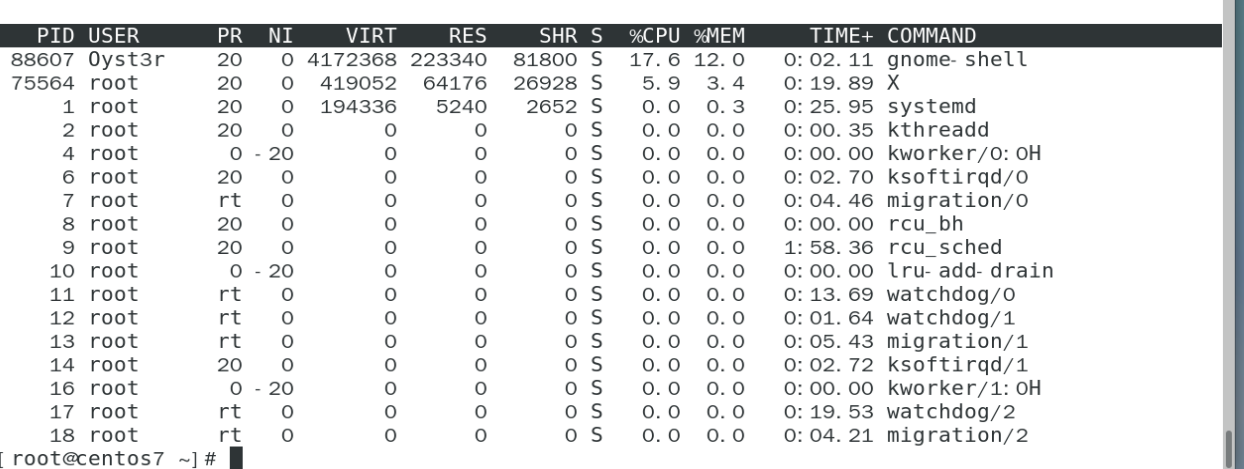 PID USER PR NI VIRT RES SHR S %CPU %MEM TIME+ COMMAND
88607 Oyst3r 20 0 4172368 223340 81800 S 17.6 12.0 0:02.11 gnome-shell
75564 root 20 0 419052 64176 26928 S 5.9 3.4 0:19.89 X
1 root 20 0 194336 5240 2652 S 0.0 0.3 0:25.95 systemd
2 root 20 0 0 0 0 S 0.0 0.0 0:00.35 kthreadd
4 root 0 -20 0 0 0 S 0.0 0.0 0:00.00 kworker/0:0H
6 root 20 0 0 0 0 S 0.0 0.0 0:02.70 ksoftirqd/0
7 root rt 0 0 0 0 S 0.0 0.0 0:04.46 migration/0
8 root 20 0 0 0 0 S 0.0 0.0 0:00.00 rcu_bh
9 root 20 0 0 0 0 S 0.0 0.0 1:58.36 rcu_sched
10 root 0 -20 0 0 0 S 0.0 0.0 0:00.00 lru-add-drain
11 root rt 0 0 0 0 S 0.0 0.0 0:13.69 watchdog/0
12 root rt 0 0 0 0 S 0.0 0.0 0:01.64 watchdog/1
13 root rt 0 0 0 0 S 0.0 0.0 0:05.43 migration/1
14 root 20 0 0 0 0 S 0.0 0.0 0:02.72 ksoftirqd/1
16 root 0 -20 0 0 0 S 0.0 0.0 0:00.00 kworker/1:0H
17 root rt 0 0 0 0 S 0.0 0.0 0:19.53 watchdog/2
18 root rt 0 0 0 0 S 0.0 0.0 0:04.21 migration/2
[root@centos7 ~]#